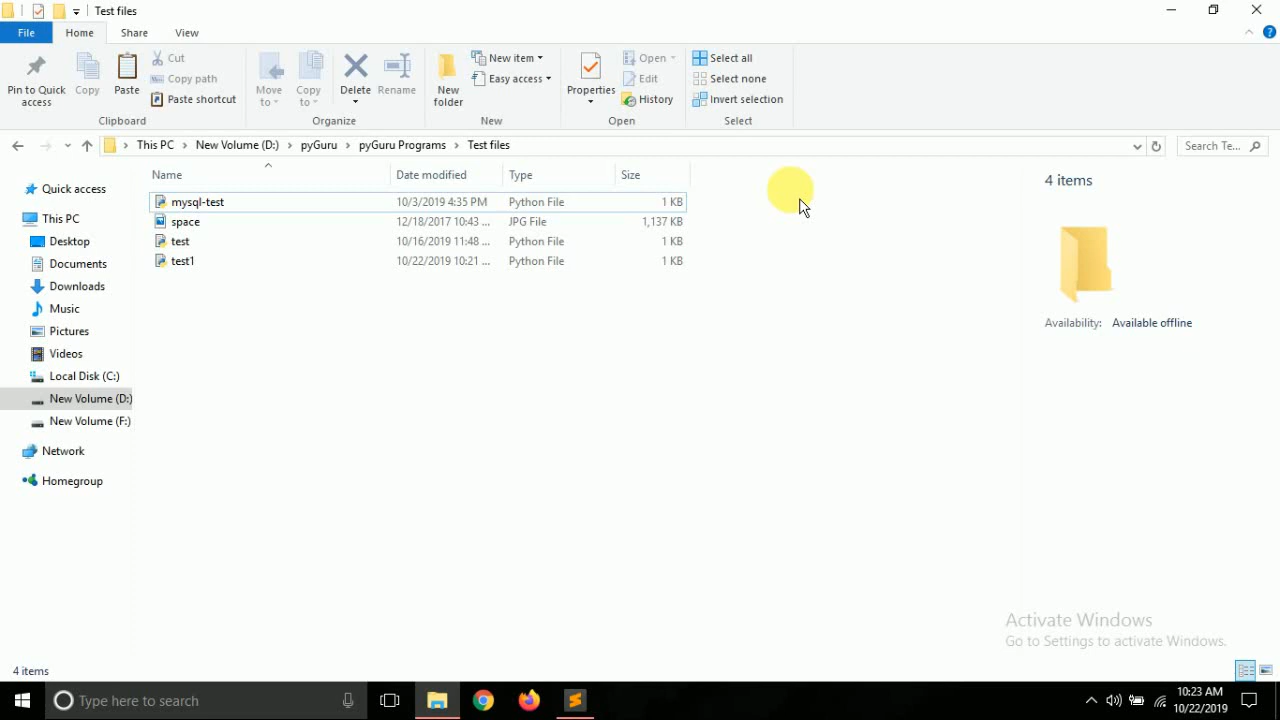 Test files
File Home Share View
Pin to Quick access
Copy
Paste
Cut
Copy path
Paste shortcut
Clipboard
Move to
Copy to
Delete
Rename
Organize
New folder
New item
Easy access
New
Properties
Open
Edit
History
Open
Select all
Select none
Invert selection
Select
This PC New Volume (D:) pyGuru pyGuru Programs Test files
Search Te...
Name Date modified Type Size
mysql-test 10/3/2019 4:35 PM Python File 1 KB
space 12/18/2017 10:43 ... JPG File 1,137 KB
test 10/16/2019 11:48 ... Python File 1 KB
test1 10/22/2019 10:21 ... Python File 1 KB
Quick access
This PC
Desktop
Documents
Downloads
Music
Pictures
Videos
Local Disk (C:)
New Volume (D:)
New Volume (F:)
Network
Homegroup
4 items
Availability: Available offline
Activate Windows
Go to Settings to activate Windows.
4 items
Type here to search
10:23 AM
10/22/2019